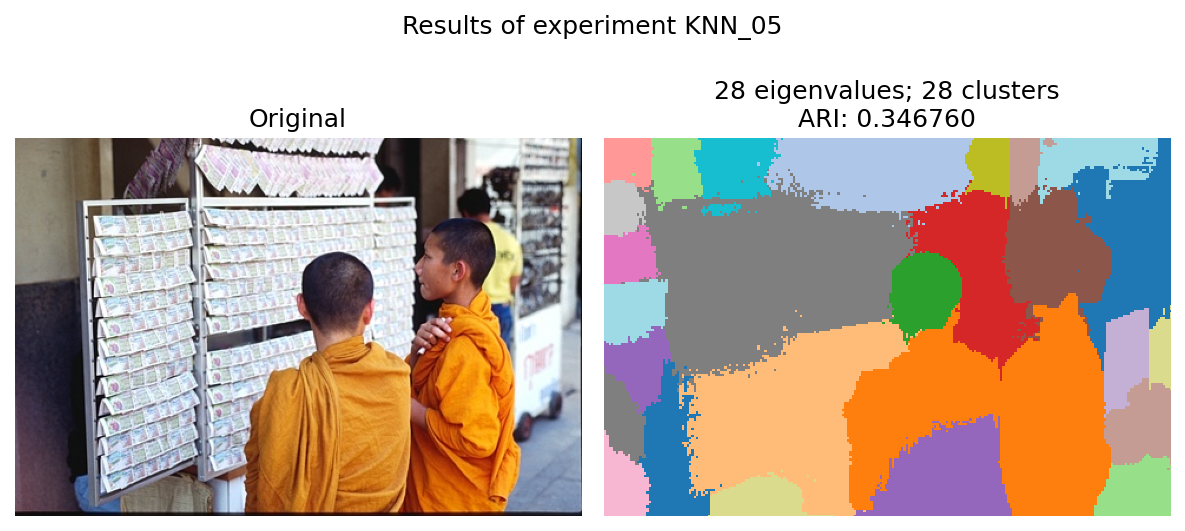 Results of experiment KNN_05
Original
28 eigenvalues; 28 clusters
ARI: 0.346760